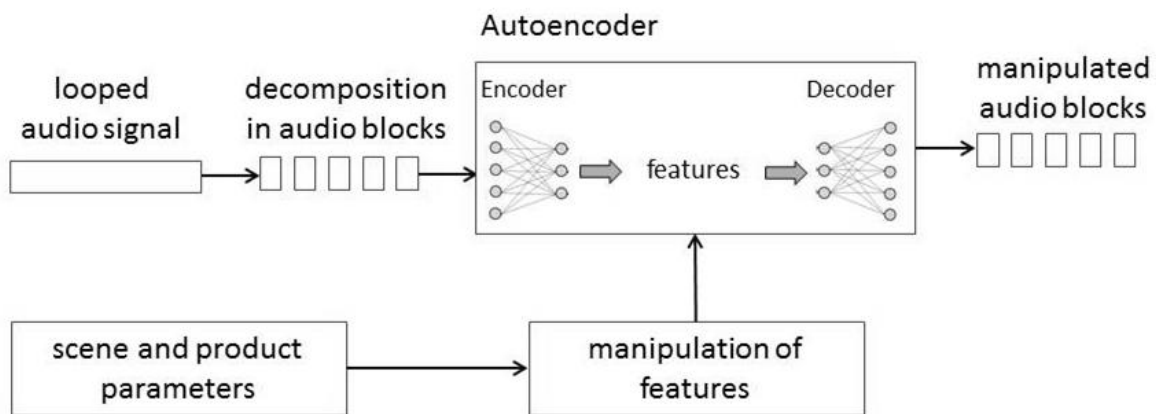 Autoencoder
looped
audio signal
decomposition
in audio blocks
Encoder
features
Decoder
manipulated
audio blocks
scene and product
parameters
manipulation of
features